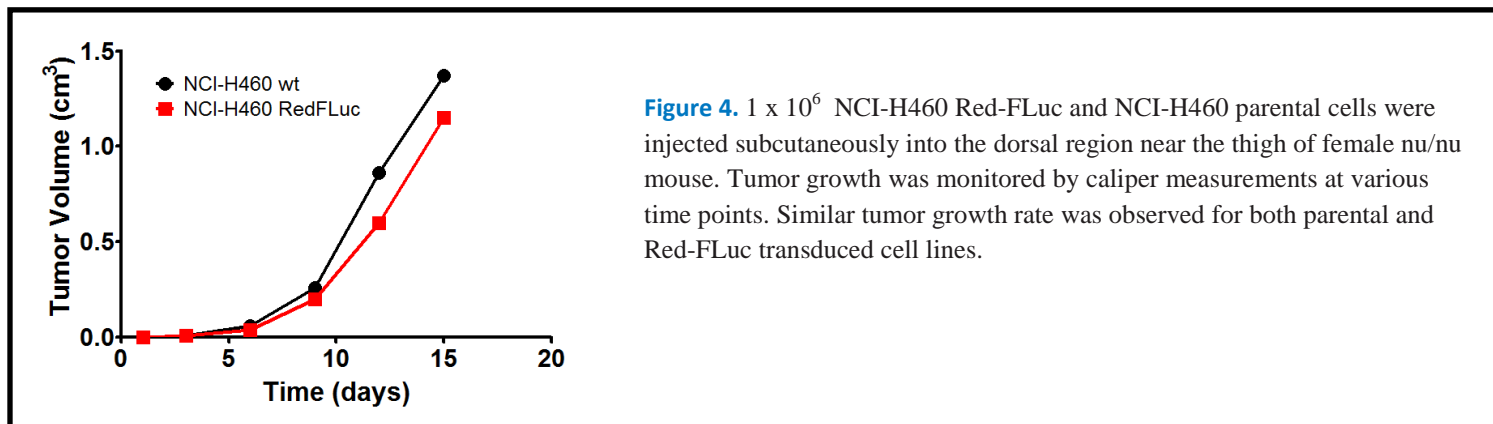 1.5
1.0
0.5
0.0
Tumor Volume (cm³)
NCI-H460 wt
NCI-H460 RedFLuc
0 5 10 15 20
Time (days)
Figure 4. 1 x 10⁶ NCI-H460 Red-FLuc and NCI-H460 parental cells were
injected subcutaneously into the dorsal region near the thigh of female nu/nu
mouse. Tumor growth was monitored by caliper measurements at various
time points. Similar tumor growth rate was observed for both parental and
Red-FLuc transduced cell lines.